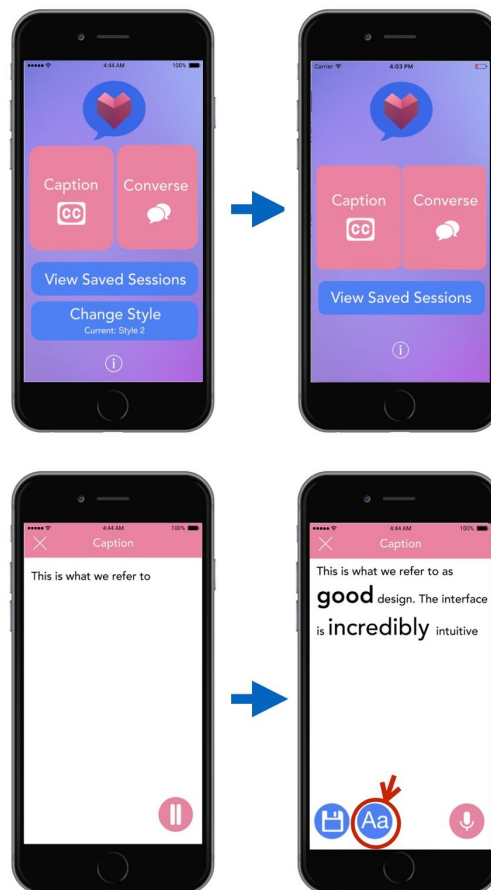 4:44 AM 100%
Caption Converse
CC
View Saved Sessions
Change Style
Current: Style 2
i
Carrier 4:03 PM
Caption Converse
CC
View Saved Sessions
i
4:44 AM 100%
Caption
This is what we refer to
4:44 AM 100%
Caption
This is what we refer to as
good design. The interface
is incredibly intuitive
Aa